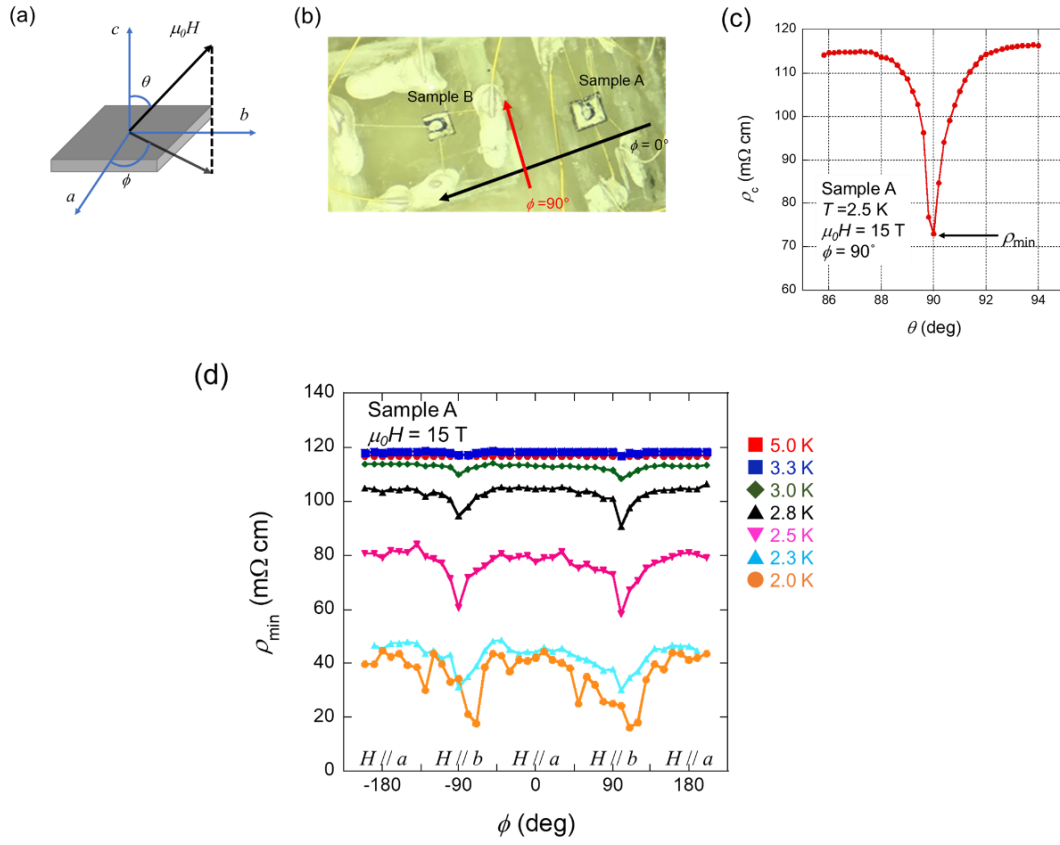 (a)
c
μ₀H
θ
b
a
ϕ
(b)
Sample B
Sample A
ϕ = 0°
ϕ =90°
(c)
120
110
100
90
80
70
60
ρc (mΩ cm)
Sample A
T =2.5 K
μ₀H = 15 T
ϕ = 90°
ρmin
86 88 90 92 94
θ (deg)
(d)
140
120
100
80
60
40
20
0
ρmin (mΩ cm)
Sample A
μ₀H = 15 T
5.0 K
3.3 K
3.0 K
2.8 K
2.5 K
2.3 K
2.0 K
H // a H // b H // a H // b H // a
-180 -90 0 90 180
ϕ (deg)